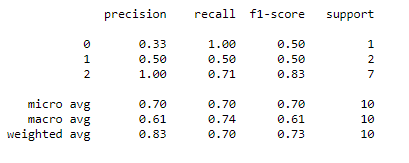 precision recall f1-score support
0 0.33 1.00 0.50 1
1 0.50 0.50 0.50 2
2 1.00 0.71 0.83 7
micro avg 0.70 0.70 0.70 10
macro avg 0.61 0.74 0.61 10
weighted avg 0.83 0.70 0.73 10